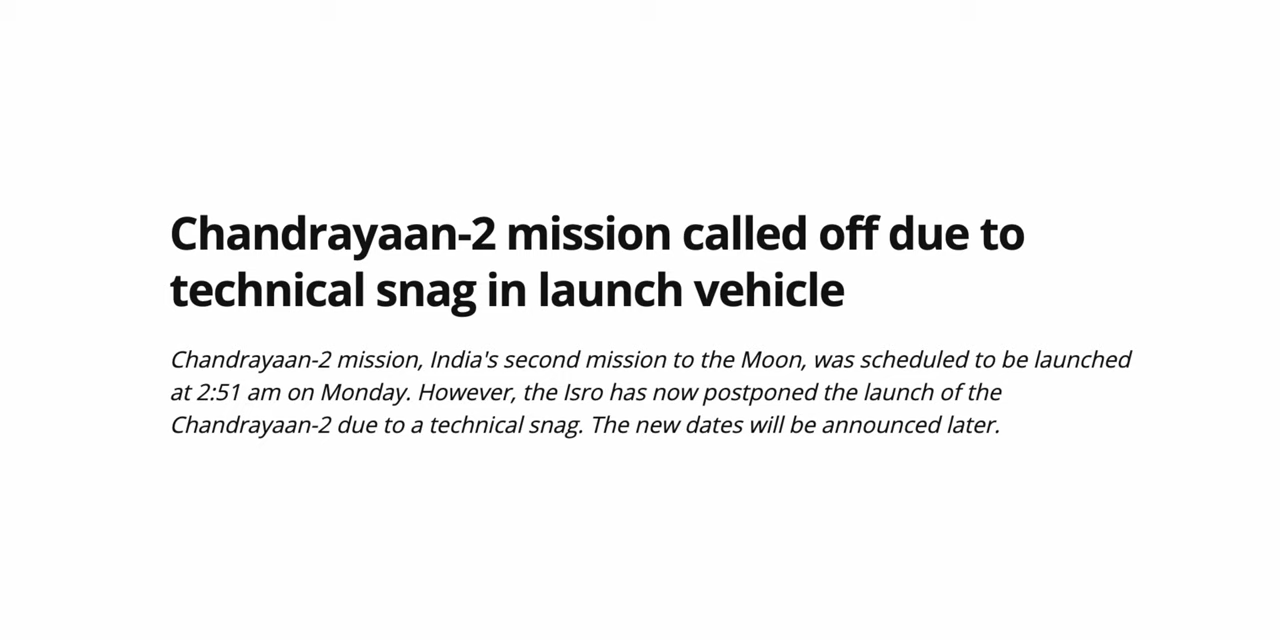 Chandrayaan-2 mission called off due to
technical snag in launch vehicle
Chandrayaan-2 mission, India's second mission to the Moon, was scheduled to be launched
at 2:51 am on Monday. However, the Isro has now postponed the launch of the
Chandrayaan-2 due to a technical snag. The new dates will be announced later.